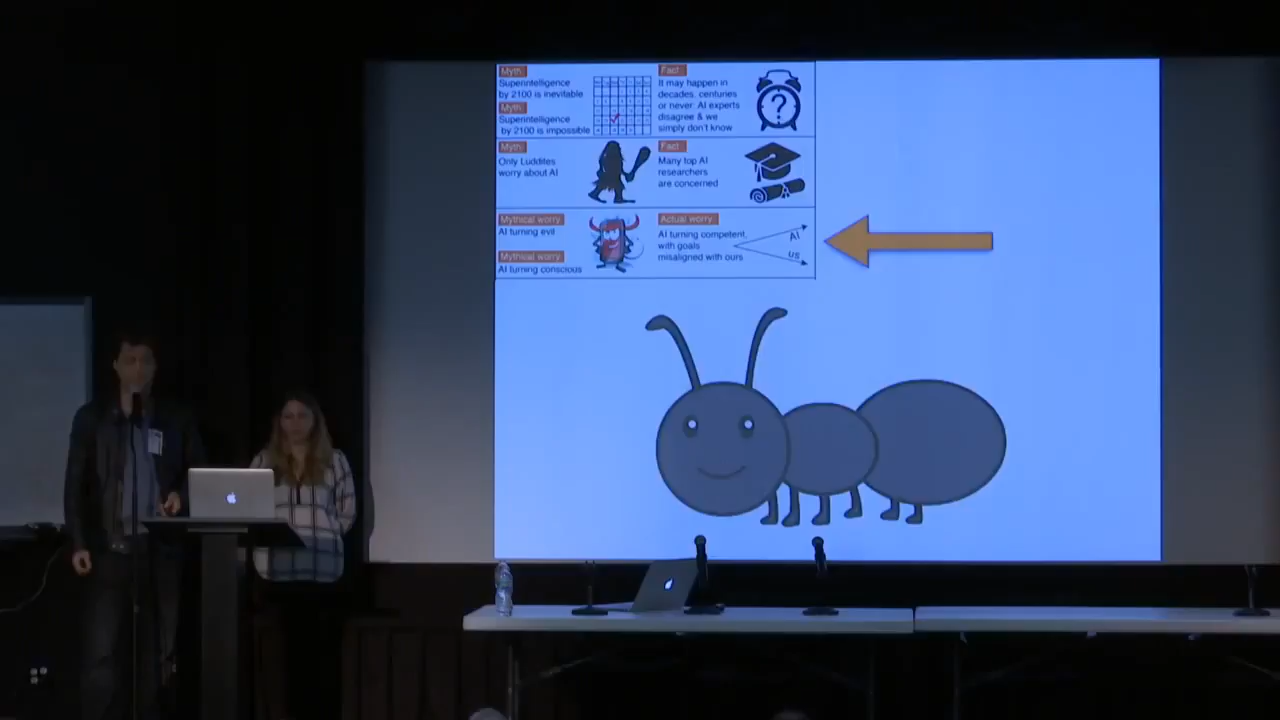 Myth:
Superintelligence
by 2100 is inevitable
Myth:
Superintelligence
by 2100 is impossible
Fact:
It may happen in
decades, centuries
or never: AI experts
disagree & we
simply don't know
?
Myth:
Only Luddites
worry about AI
Fact:
Many top AI
researchers
are concerned
Mythical worry:
AI turning evil
Mythical worry:
AI turning conscious
Actual worry:
AI turning competent,
with goals
misaligned with ours
AI
us